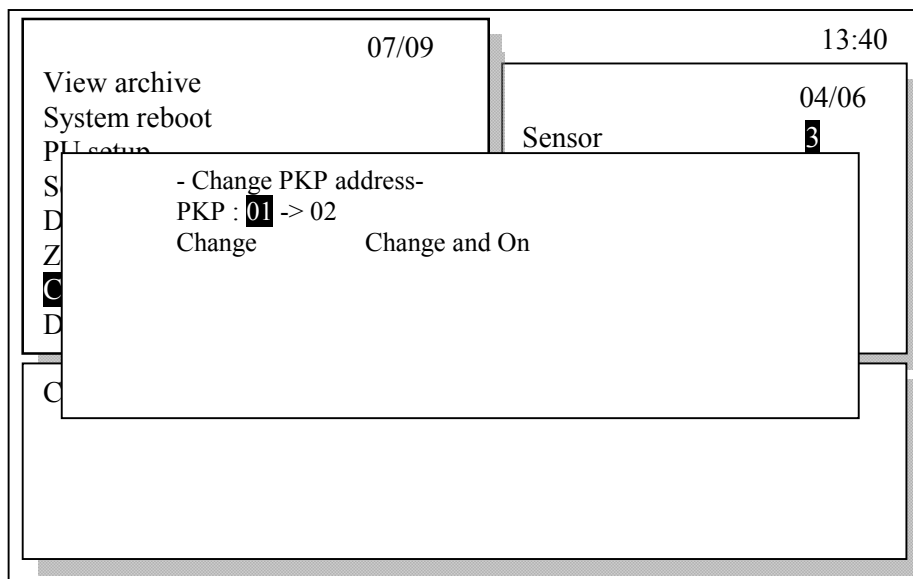 07/09
13:40
View archive
System reboot
04/06
Sensor 3
- Change PKP address-
PKP : 01 -> 02
Change Change and On